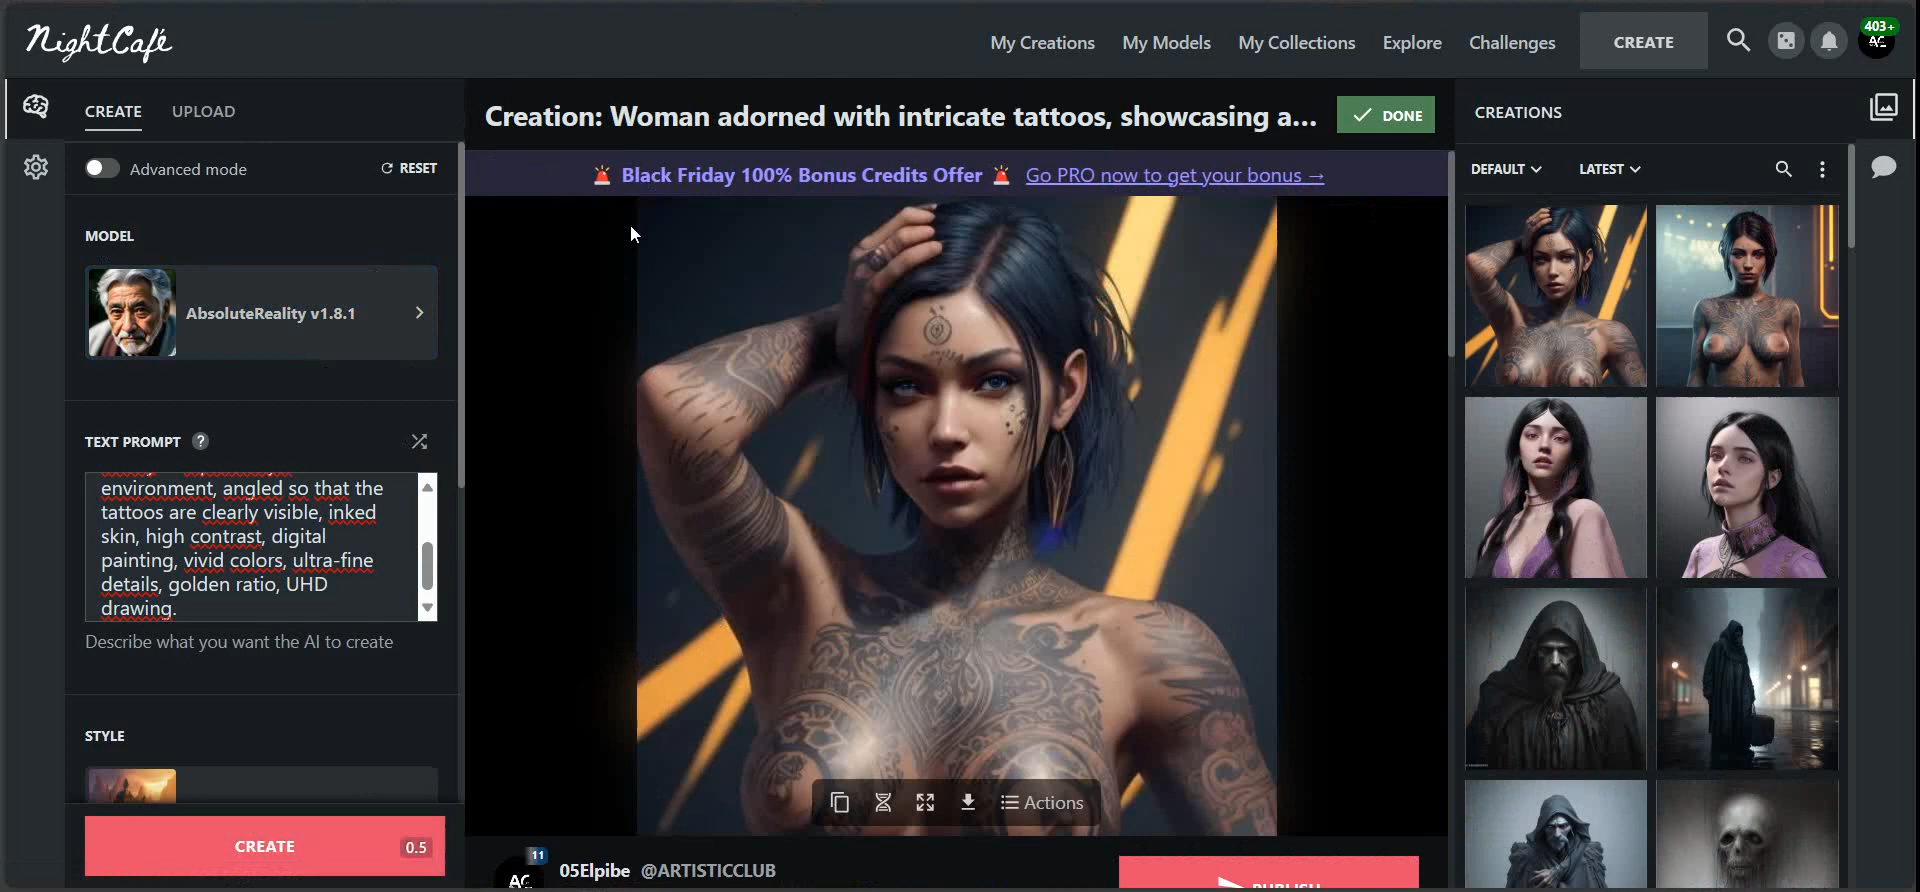 NightCafé
My Creations
My Models
My Collections
Explore
Challenges
CREATE
403+
AC
CREATE
UPLOAD
Advanced mode
RESET
MODEL
AbsoluteReality v1.8.1
TEXT PROMPT ?
environment, angled so that the
tattoos are clearly visible, inked
skin, high contrast, digital
painting, vivid colors, ultra-fine
details, golden ratio, UHD
drawing.
Describe what you want the AI to create
STYLE
CREATE 0.5
Creation: Woman adorned with intricate tattoos, showcasing a...
DONE
Black Friday 100% Bonus Credits Offer
Go PRO now to get your bonus →
Actions
11
AC
05Elpibe @ARTISTICCLUB
PUBLISH
CREATIONS
DEFAULT
LATEST